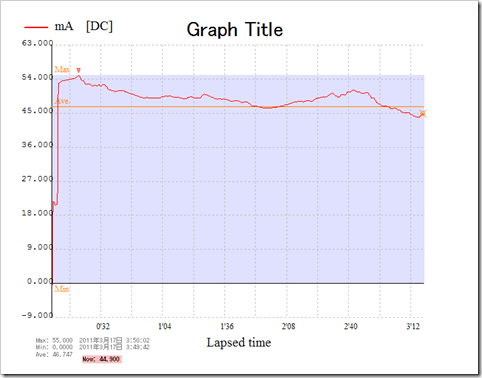 mA [DC]
Graph Title
63.000
54.000
45.000
36.000
27.000
18.000
9.000
0.000
-9.000
Max
Ave.
Min
0'32
1'04
1'36
2'08
2'40
3'12
Lapsed time
Max: 55,000 2011年3月17日 3:50:02
Min: 0,0000 2011年3月17日 3:49:42
Ave: 46,747
Now: 44,900